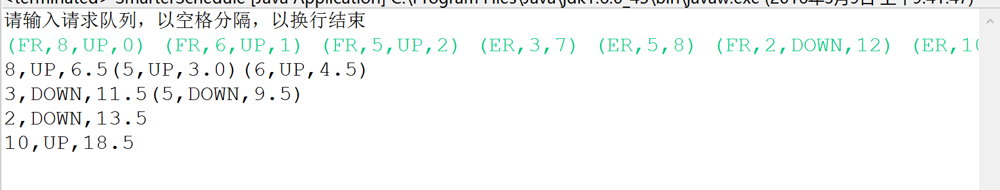 <terminated> SmarterSchedule [Java Application] C:\Program Files\Java\jdk1.6.0_45\bin\javaw.exe (2016年3月9日 上午9:41:47)
请输入请求队列，以空格分隔，以换行结束
(FR,8,UP,0) (FR,6,UP,1) (FR,5,UP,2) (ER,3,7) (ER,5,8) (FR,2,DOWN,12) (ER,10
8,UP,6.5(5,UP,3.0)(6,UP,4.5)
3,DOWN,11.5(5,DOWN,9.5)
2,DOWN,13.5
10,UP,18.5